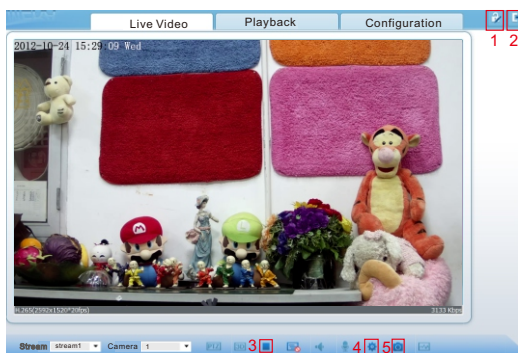 Live Video
Playback
Configuration
1 2
2012-10-24 15:29:09 Wed
H.265(2592x1520*20fps)
3133 Kbps
Stream stream1 Camera 1
3
4
5